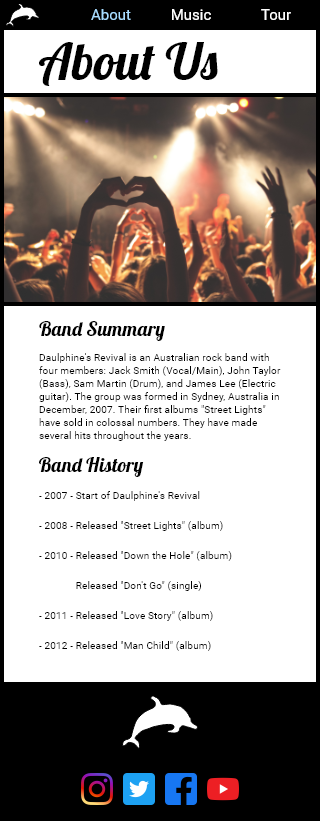 About Music Tour
About Us
Band Summary
Daulphine's Revival is an Australian rock band with
four members: Jack Smith (Vocal/Main), John Taylor
(Bass), Sam Martin (Drum), and James Lee (Electric
guitar). The group was formed in Sydney, Australia in
December, 2007. Their first albums "Street Lights"
have sold in colossal numbers. They have made
several hits throughout the years.
Band History
- 2007 - Start of Daulphine's Revival
- 2008 - Released "Street Lights" (album)
- 2010 - Released "Down the Hole" (album)
Released "Don't Go" (single)
- 2011 - Released "Love Story" (album)
- 2012 - Released "Man Child" (album)